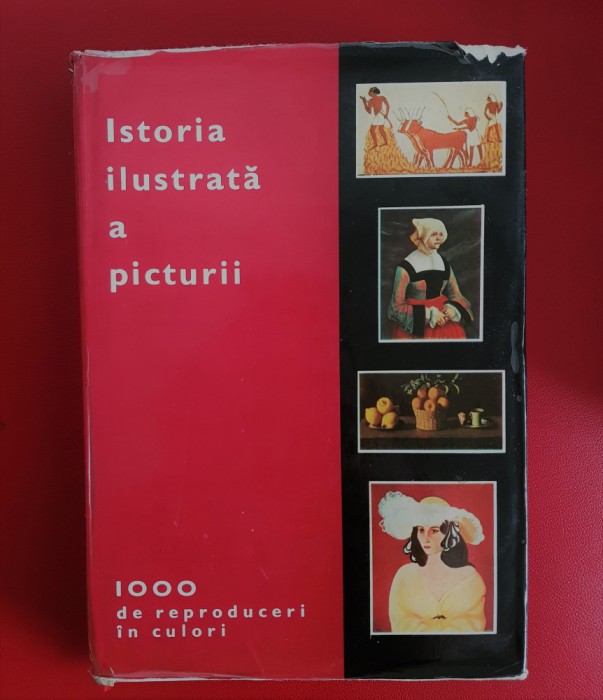 Istoria
ilustrată
a
picturii
1000
de reproduceri
în culori